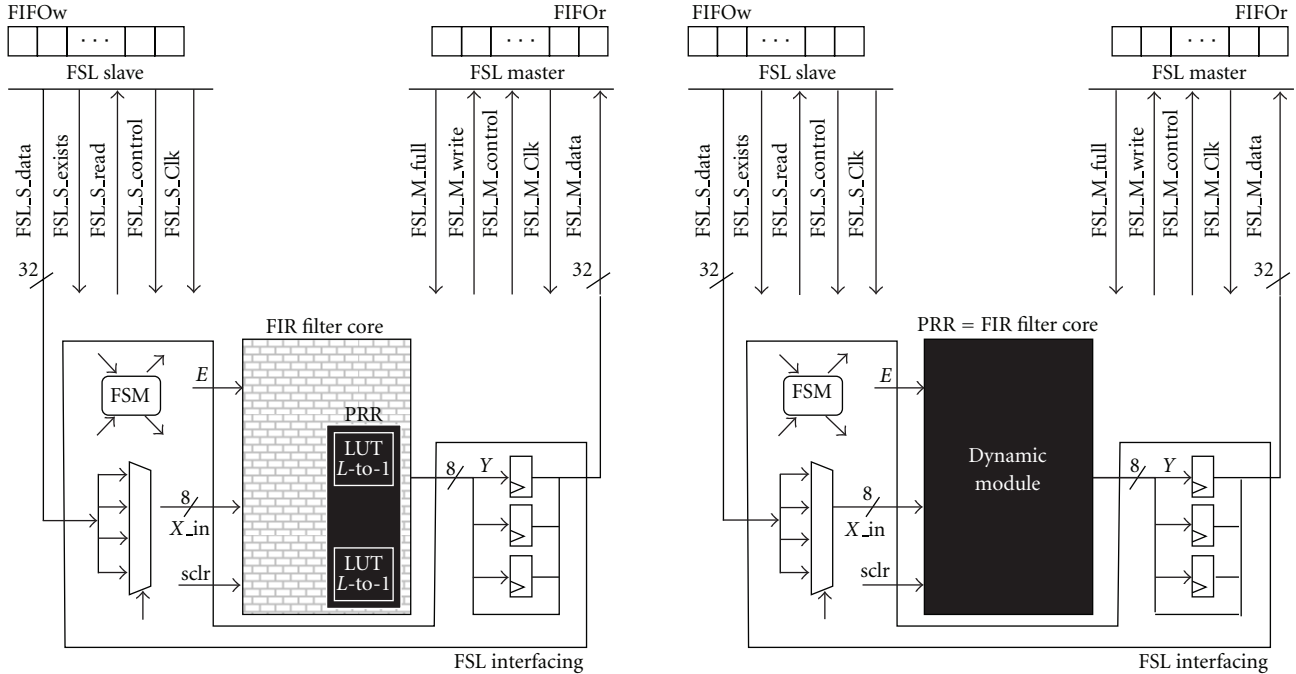 FIFOw
. . .
FSL slave
FSL_S_data
FSL_S_exists
FSL_S_read
FSL_S_control
FSL_S_Clk
32
FIFOr
. . .
FSL master
FSL_M_full
FSL_M_write
FSL_M_control
FSL_M_Clk
FSL_M_data
32
FIR filter core
FSM
E
PRR
LUT
L-to-1
8
X_in
sclr
LUT
L-to-1
8
Y
FSL interfacing
FIFOw
. . .
FSL slave
FSL_S_data
FSL_S_exists
FSL_S_read
FSL_S_control
FSL_S_Clk
32
FIFOr
. . .
FSL master
FSL_M_full
FSL_M_write
FSL_M_control
FSL_M_Clk
FSL_M_data
32
PRR = FIR filter core
FSM
E
Dynamic
module
8
X_in
sclr
8
Y
FSL interfacing